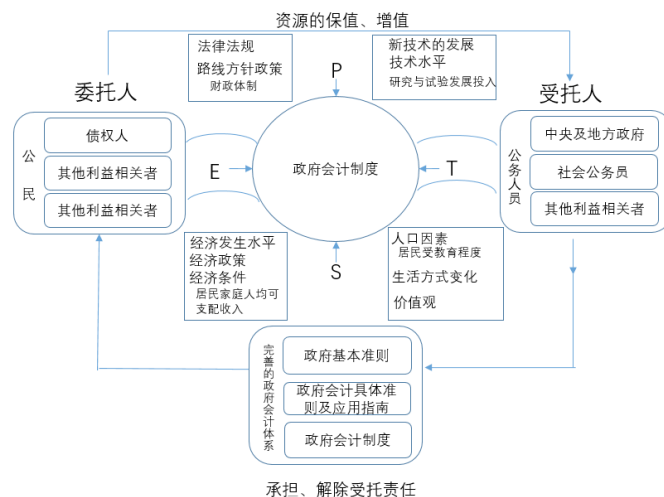 资源的保值、增值
法律法规
路线方针政策
财政体制
P
新技术的发展
技术水平
研究与试验发展投入
委托人
受托人
公民
债权人
其他利益相关者
其他利益相关者
E
政府会计制度
T
公务人员
中央及地方政府
社会公务员
其他利益相关者
经济发生水平
经济政策
经济条件
居民家庭人均可
支配收入
S
人口因素
居民受教育程度
生活方式变化
价值观
完善的政府会计体系
政府基本准则
政府会计具体准
则及应用指南
政府会计制度
承担、解除受托责任